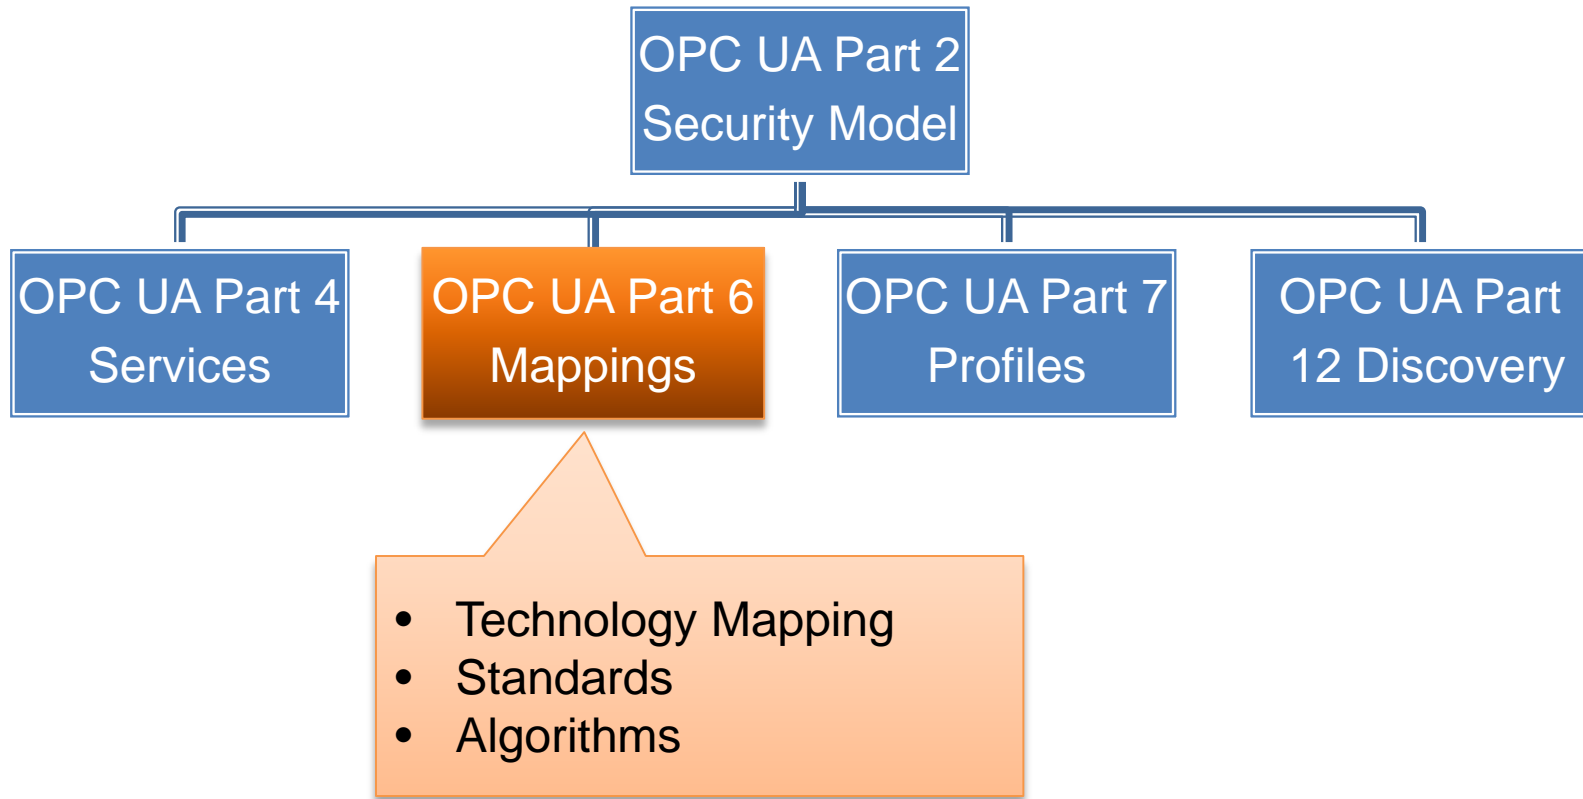 OPC UA Part 2
Security Model
OPC UA Part 4
Services
OPC UA Part 6
Mappings
OPC UA Part 7
Profiles
OPC UA Part
12 Discovery
• Technology Mapping
• Standards
• Algorithms